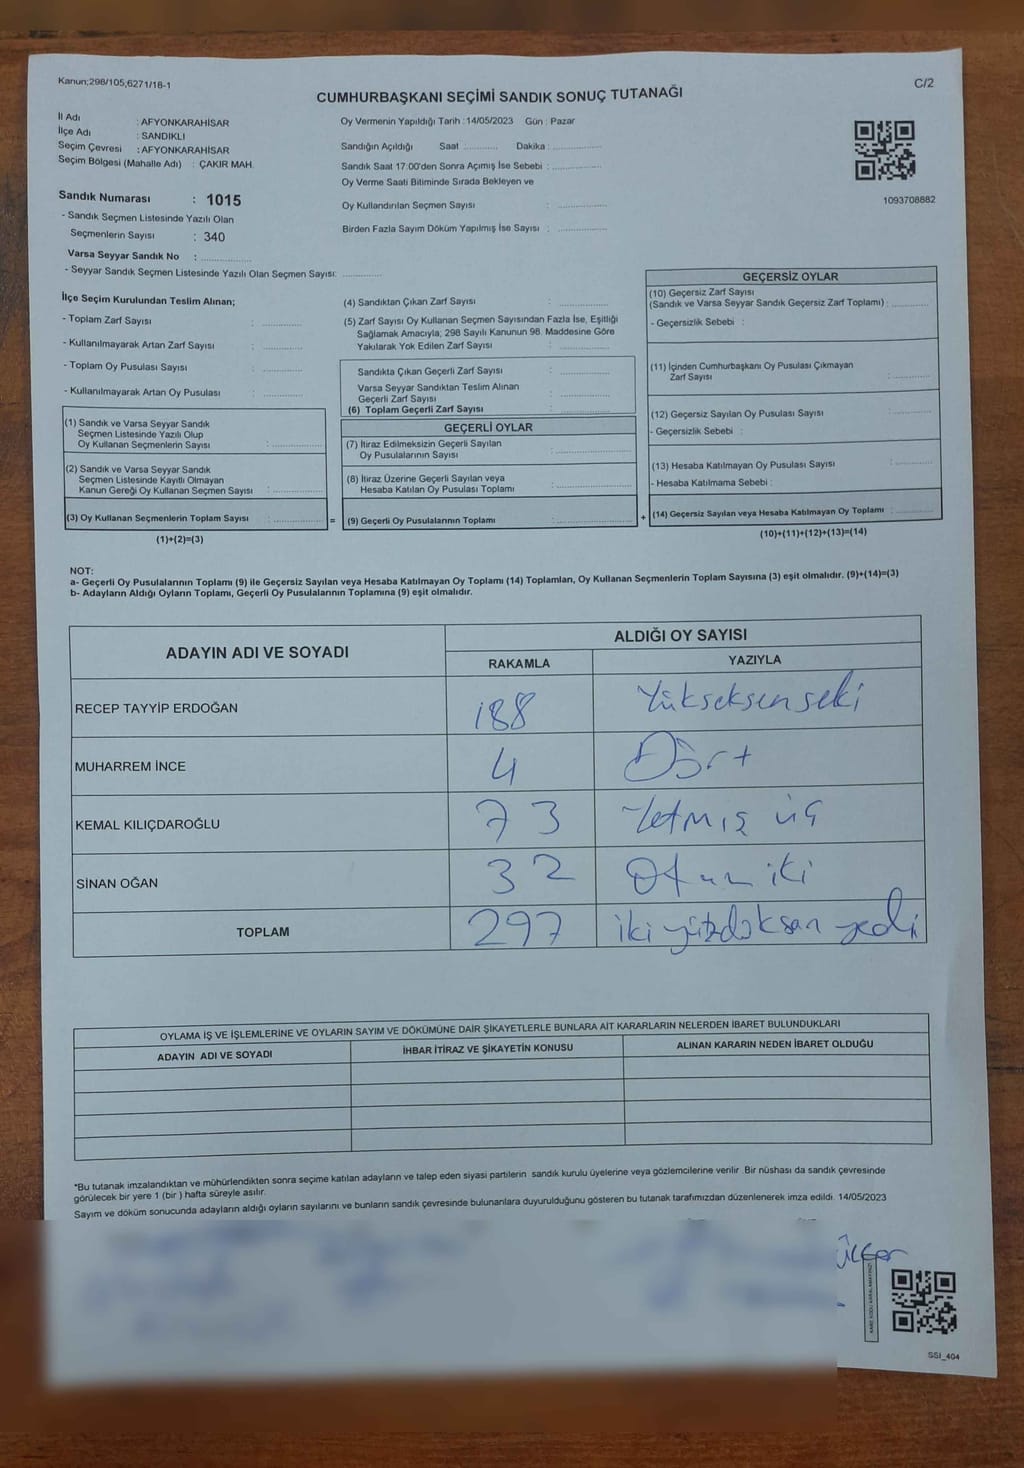 Kanun;298/105,6271/18-1
C/2
CUMHURBAŞKANI SEÇİMİ SANDIK SONUÇ TUTANAĞI
İl Adı : AFYONKARAHİSAR
İlçe Adı : SANDIKLI
Seçim Çevresi : AFYONKARAHİSAR
Seçim Bölgesi (Mahalle Adı) : ÇAKIR MAH.
Sandık Numarası : 1015
- Sandık Seçmen Listesinde Yazılı Olan
Seçmenlerin Sayısı : 340
Varsa Seyyar Sandık No : ............
- Seyyar Sandık Seçmen Listesinde Yazılı Olan Seçmen Sayısı: ............
Oy Vermenin Yapıldığı Tarih :14/05/2023 Gün : Pazar
Sandığın Açıldığı Saat ............ Dakika : ............
Sandık Saat 17:00'den Sonra Açımış İse Sebebi : ............
Oy Verme Saati Bitiminde Sırada Bekleyen ve
Oy Kullandırılan Seçmen Sayısı : ............
Birden Fazla Sayım Döküm Yapılmış İse Sayısı : ............
1093708882
İlçe Seçim Kurulundan Teslim Alınan;
- Toplam Zarf Sayısı : ............
- Kullanılmayarak Artan Zarf Sayısı : ............
- Toplam Oy Pusulası Sayısı : ............
- Kullanılmayarak Artan Oy Pusulası : ............
(1) Sandık ve Varsa Seyyar Sandık
Seçmen Listesinde Yazılı Olup
Oy Kullanan Seçmenlerin Sayısı : ............
(2) Sandık ve Varsa Seyyar Sandık
Seçmen Listesinde Kayıtlı Olmayan
Kanun Gereği Oy Kullanan Seçmen Sayısı : ............
(3) Oy Kullanan Seçmenlerin Toplam Sayısı : ............
(1)+(2)=(3)
=
(4) Sandıktan Çıkan Zarf Sayısı : ............
(5) Zarf Sayısı Oy Kullanan Seçmen Sayısından Fazla İse, Eşitliği
Sağlamak Amacıyla; 298 Sayılı Kanunun 98. Maddesine Göre
Yakılarak Yok Edilen Zarf Sayısı : ............
Sandıkta Çıkan Geçerli Zarf Sayısı : ............
Varsa Seyyar Sandıktan Teslim Alınan
Geçerli Zarf Sayısı : ............
(6) Toplam Geçerli Zarf Sayısı : ............
GEÇERLİ OYLAR
(7) İtiraz Edilmeksizin Geçerli Sayılan
Oy Pusulalarının Sayısı : ............
(8) İtiraz Üzerine Geçerli Sayılan veya
Hesaba Katılan Oy Pusulası Toplamı : ............
(9) Geçerli Oy Pusulalarının Toplamı : ............
+
GEÇERSİZ OYLAR
(10) Geçersiz Zarf Sayısı
(Sandık ve Varsa Seyyar Sandık Geçersiz Zarf Toplamı) : ............
- Geçersizlik Sebebi :
(11) İçinden Cumhurbaşkanı Oy Pusulası Çıkmayan
Zarf Sayısı : ............
(12) Geçersiz Sayılan Oy Pusulası Sayısı : ............
- Geçersizlik Sebebi :
(13) Hesaba Katılmayan Oy Pusulası Sayısı : ............
- Hesaba Katılmama Sebebi :
(14) Geçersiz Sayılan veya Hesaba Katılmayan Oy Toplamı : ............
(10)+(11)+(12)+(13)=(14)
NOT:
a- Geçerli Oy Pusulalarının Toplamı (9) ile Geçersiz Sayılan veya Hesaba Katılmayan Oy Toplamı (14) Toplamları, Oy Kullanan Seçmenlerin Toplam Sayısına (3) eşit olmalıdır. (9)+(14)=(3)
b- Adayların Aldığı Oyların Toplamı, Geçerli Oy Pusulalarının Toplamına (9) eşit olmalıdır.
ADAYIN ADI VE SOYADI
ALDIĞI OY SAYISI
RAKAMLA YAZIYLA
RECEP TAYYİP ERDOĞAN 188 Yükseksenseki
MUHARREM İNCE 4 Dört
KEMAL KILIÇDAROĞLU 73 Yetmiş üç
SİNAN OĞAN 32 Otuz iki
TOPLAM 297 iki yüzdoksan yedi
OYLAMA İŞ VE İŞLEMLERİNE VE OYLARIN SAYIM VE DÖKÜMÜNE DAİR ŞİKAYETLERLE BUNLARA AİT KARARLARIN NELERDEN İBARET BULUNDUKLARI
ADAYIN ADI VE SOYADI İHBAR İTİRAZ VE ŞİKAYETİN KONUSU ALINAN KARARIN NEDEN İBARET OLDUĞU
*Bu tutanak imzalandıktan ve mühürlendikten sonra seçime katılan adayların ve talep eden siyasi partilerin sandık kurulu üyelerine veya gözlemcilerine verilir. Bir nüshası da sandık çevresinde
görülecek bir yere 1 (bir ) hafta süreyle asılır.
Sayım ve döküm sonucunda adayların aldığı oyların sayılarını ve bunların sandık çevresinde bulunanlara duyurulduğunu gösteren bu tutanak tarafımızdan düzenlenerek imza edildi. 14/05/2023
SSI_404